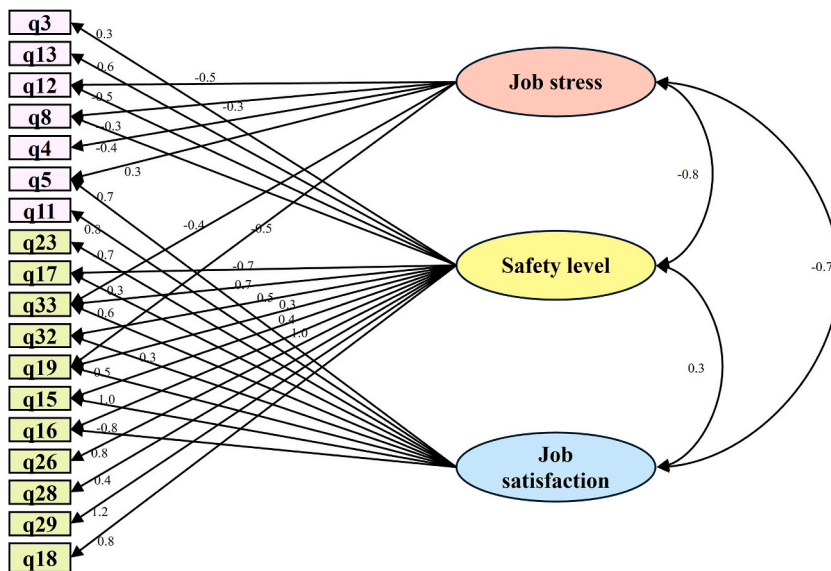 q3
q13
q12
q8
q4
q5
q11
q23
q17
q33
q32
q19
q15
q16
q26
q28
q29
q18
0.3
0.6
-0.5
-0.5
-0.3
-0.3
-0.4
0.3
0.7
-0.4
-0.5
0.8
0.7
-0.7
0.3
0.7
0.5
0.3
0.6
0.4
1.0
0.3
0.5
1.0
-0.8
0.8
0.4
1.2
0.8
Job stress
Safety level
Job
satisfaction
-0.8
-0.7
0.3